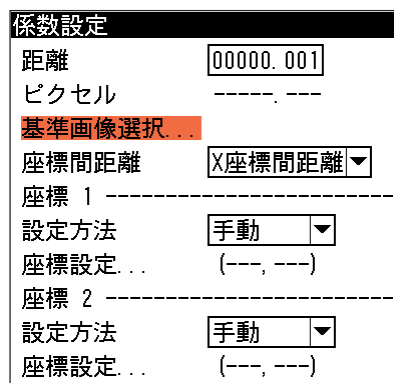 係数設定
距離 00000.001
ピクセル -----.---
基準画像選択...
座標間距離 X座標間距離▼
座標 1 ------------------------
設定方法 手動 ▼
座標設定... (---,---)
座標 2 ------------------------
設定方法 手動 ▼
座標設定... (---,---)